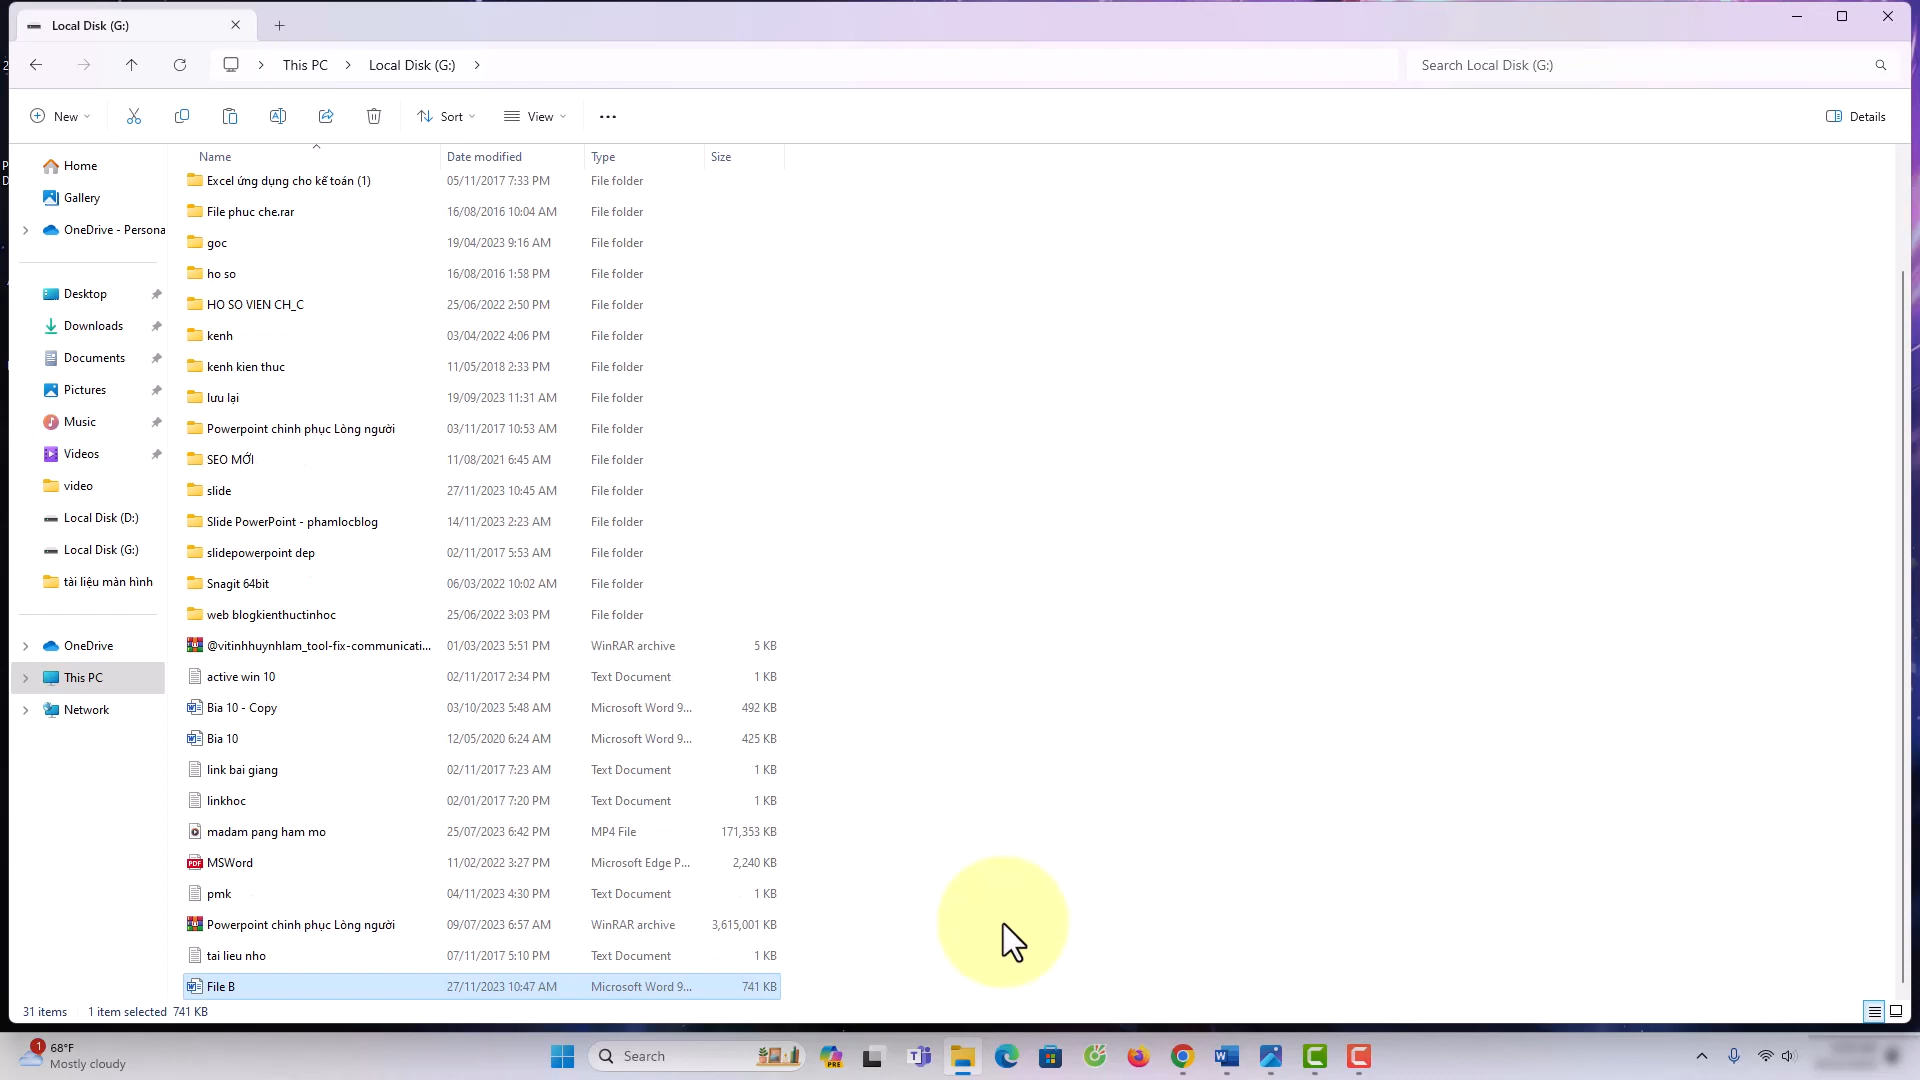 Local Disk (G:)
This PC
Local Disk (G:)
Search Local Disk (G:)
New
Sort
View
Details
Name
Date modified
Type
Size
Home
Gallery
OneDrive - Persona
Desktop
Downloads
Documents
Pictures
Music
Videos
video
Local Disk (D:)
Local Disk (G:)
tài liệu màn hình
OneDrive
This PC
Network
Excel ứng dụng cho kế toán (1) 05/11/2017 7:33 PM File folder
File phuc che.rar 16/08/2016 10:04 AM File folder
goc 19/04/2023 9:16 AM File folder
ho so 16/08/2016 1:58 PM File folder
HO SO VIEN CH_C 25/06/2022 2:50 PM File folder
kenh 03/04/2022 4:06 PM File folder
kenh kien thuc 11/05/2018 2:33 PM File folder
lưu lại 19/09/2023 11:31 AM File folder
Powerpoint chinh phục Lòng người 03/11/2017 10:53 AM File folder
SEO MỚI 11/08/2021 6:45 AM File folder
slide 27/11/2023 10:45 AM File folder
Slide PowerPoint - phamlocblog 14/11/2023 2:23 AM File folder
slidepowerpoint dep 02/11/2017 5:53 AM File folder
Snagit 64bit 06/03/2022 10:02 AM File folder
web blogkienthuctinhoc 25/06/2022 3:03 PM File folder
@vitinhhuynhlam_tool-fix-communicati... 01/03/2023 5:51 PM WinRAR archive 5 KB
active win 10 02/11/2017 2:34 PM Text Document 1 KB
Bia 10 - Copy 03/10/2023 5:48 AM Microsoft Word 9... 492 KB
Bia 10 12/05/2020 6:24 AM Microsoft Word 9... 425 KB
link bai giang 02/11/2017 7:23 AM Text Document 1 KB
linkhoc 02/01/2017 7:20 PM Text Document 1 KB
madam pang ham mo 25/07/2023 6:42 PM MP4 File 171,353 KB
MSWord 11/02/2022 3:27 PM Microsoft Edge P... 2,240 KB
pmk 04/11/2023 4:30 PM Text Document 1 KB
Powerpoint chinh phục Lòng người 09/07/2023 6:57 AM WinRAR archive 3,615,001 KB
tai lieu nho 07/11/2017 5:10 PM Text Document 1 KB
File B 27/11/2023 10:47 AM Microsoft Word 9... 741 KB
31 items 1 item selected 741 KB
1
68°F
Mostly cloudy
Search
PRE